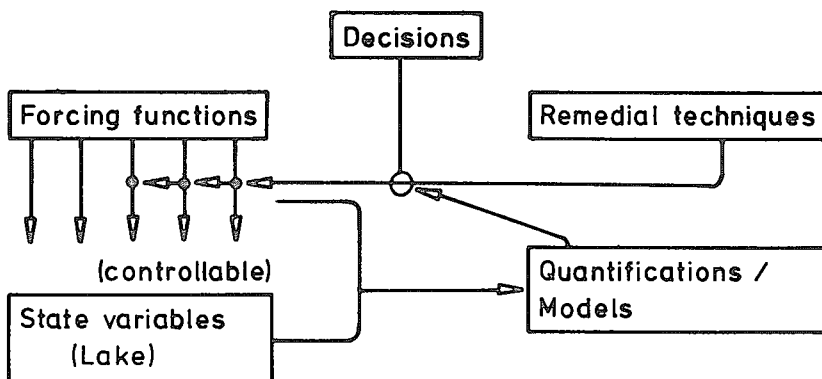 Decisions
Forcing functions
Remedial techniques
(controllable)
Quantifications /
Models
State variables
(Lake)